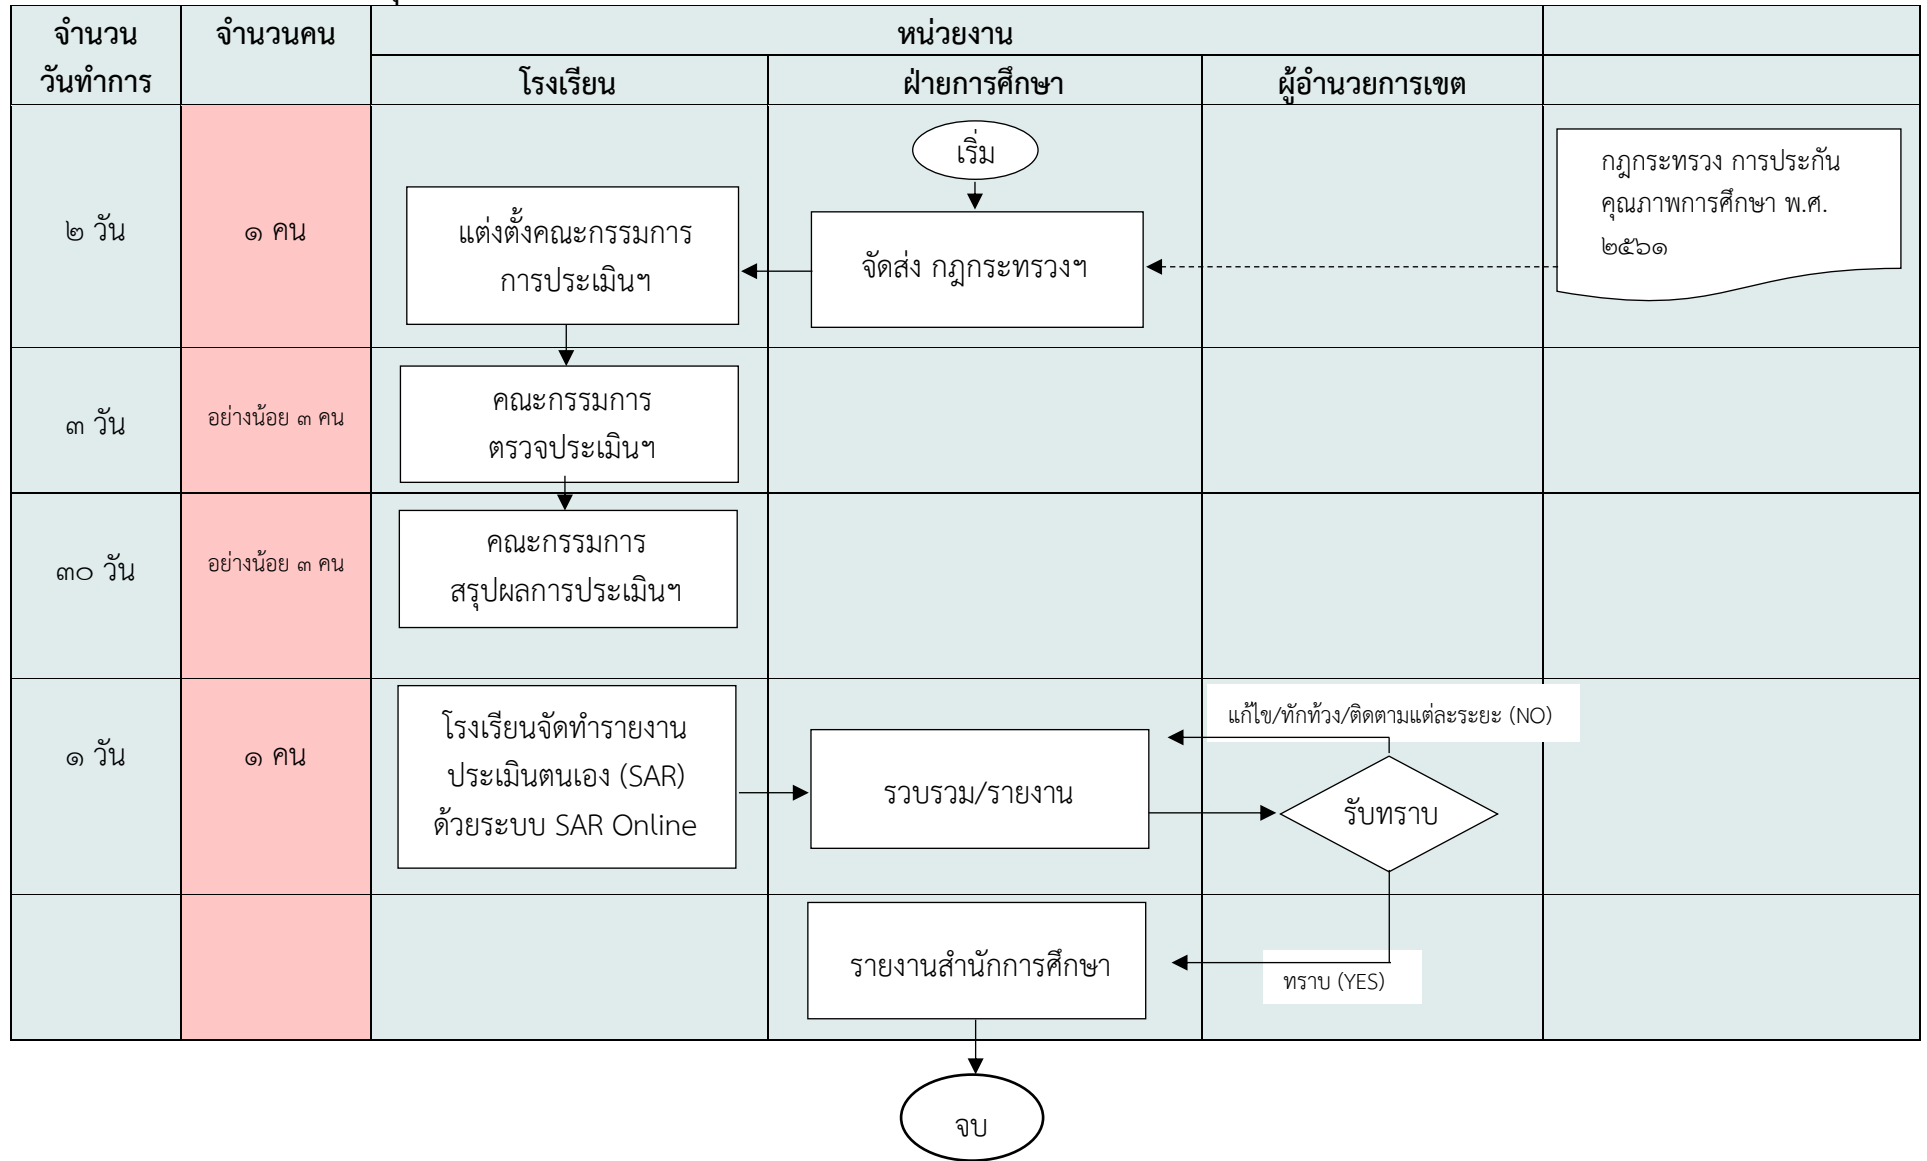 จำนวน
วันทำการ
จำนวนคน
หน่วยงาน
โรงเรียน
ฝ่ายการศึกษา
ผู้อำนวยการเขต
๒ วัน
๑ คน
แต่งตั้งคณะกรรมการ
การประเมินฯ
เริ่ม
จัดส่ง กฎกระทรวงฯ
กฎกระทรวง การประกัน
คุณภาพการศึกษา พ.ศ.
๒๕๖๑
๓ วัน
อย่างน้อย ๓ คน
คณะกรรมการ
ตรวจประเมินฯ
๓๐ วัน
อย่างน้อย ๓ คน
คณะกรรมการ
สรุปผลการประเมินฯ
๑ วัน
๑ คน
โรงเรียนจัดทำรายงาน
ประเมินตนเอง (SAR)
ด้วยระบบ SAR Online
รวบรวม/รายงาน
แก้ไข/ทักท้วง/ติดตามแต่ละระยะ (NO)
รับทราบ
รายงานสำนักการศึกษา
ทราบ (YES)
จบ